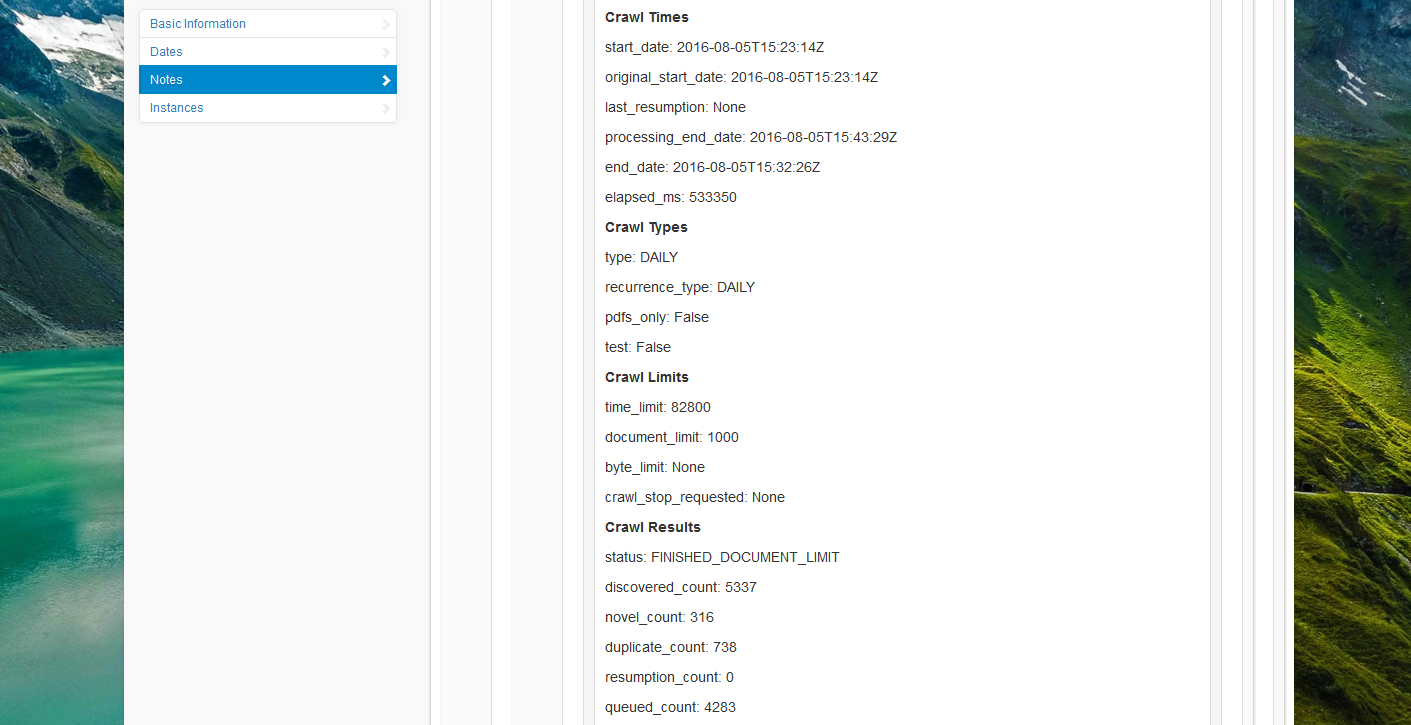 Basic Information
Dates
Notes
Instances
Crawl Times
start_date: 2016-08-05T15:23:14Z
original_start_date: 2016-08-05T15:23:14Z
last_resumption: None
processing_end_date: 2016-08-05T15:43:29Z
end_date: 2016-08-05T15:32:26Z
elapsed_ms: 533350
Crawl Types
type: DAILY
recurrence_type: DAILY
pdfs_only: False
test: False
Crawl Limits
time_limit: 82800
document_limit: 1000
byte_limit: None
crawl_stop_requested: None
Crawl Results
status: FINISHED_DOCUMENT_LIMIT
discovered_count: 5337
novel_count: 316
duplicate_count: 738
resumption_count: 0
queued_count: 4283